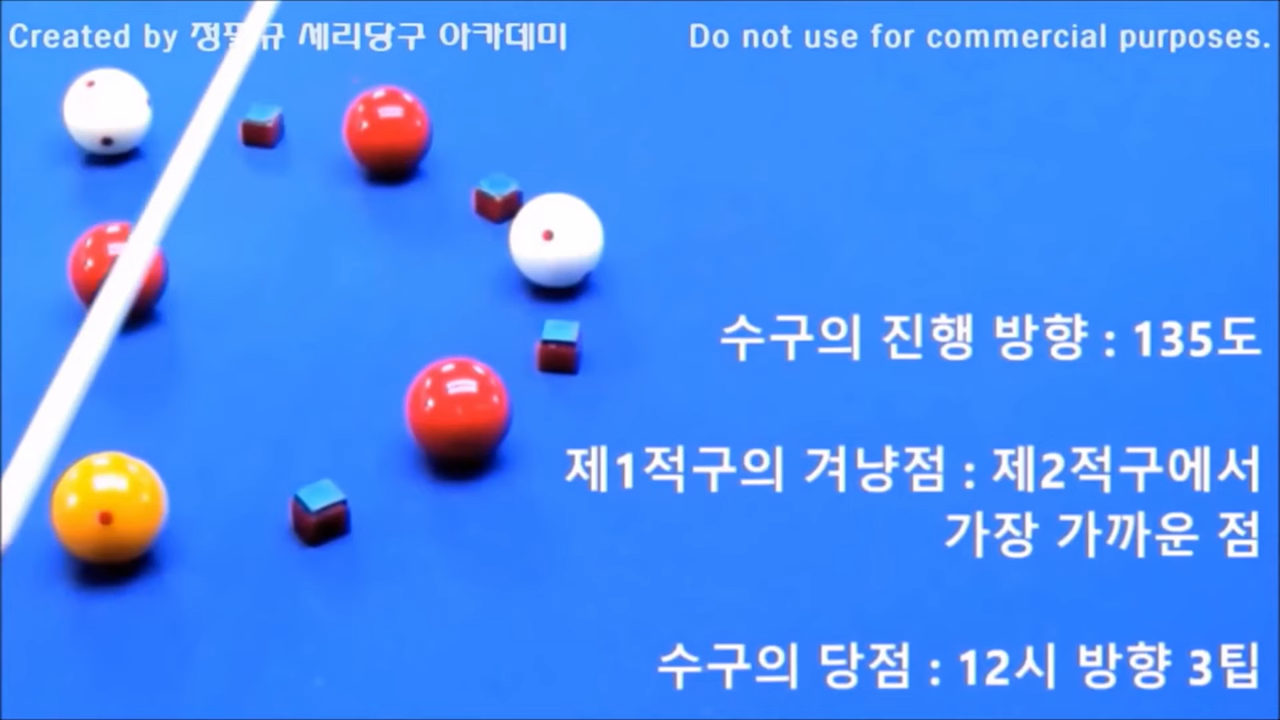 Created by 정필규 세리당구 아카데미
Do not use for commercial purposes.
수구의 진행 방향 : 135도
제1적구의 겨냥점 : 제2적구에서
가장 가까운 점
수구의 당점 : 12시 방향 3팁